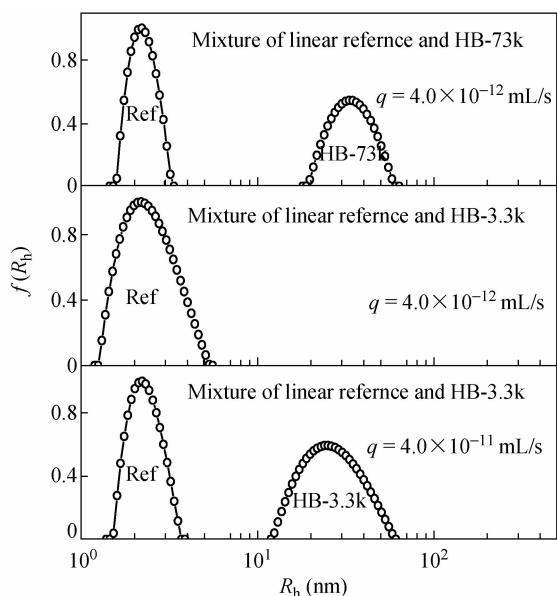 Mixture of linear refernce and HB-73k
0.8
q = 4.0×10⁻¹² mL/s
Ref
0.4
HB-73k
0
Mixture of linear refernce and HB-3.3k
0.8
f (Rₕ)
Ref
q = 4.0×10⁻¹² mL/s
0.4
0
Mixture of linear refernce and HB-3.3k
0.8
q = 4.0×10⁻¹¹ mL/s
Ref
0.4
HB-3.3k
0
10⁰ 10¹ 10²
Rₕ (nm)